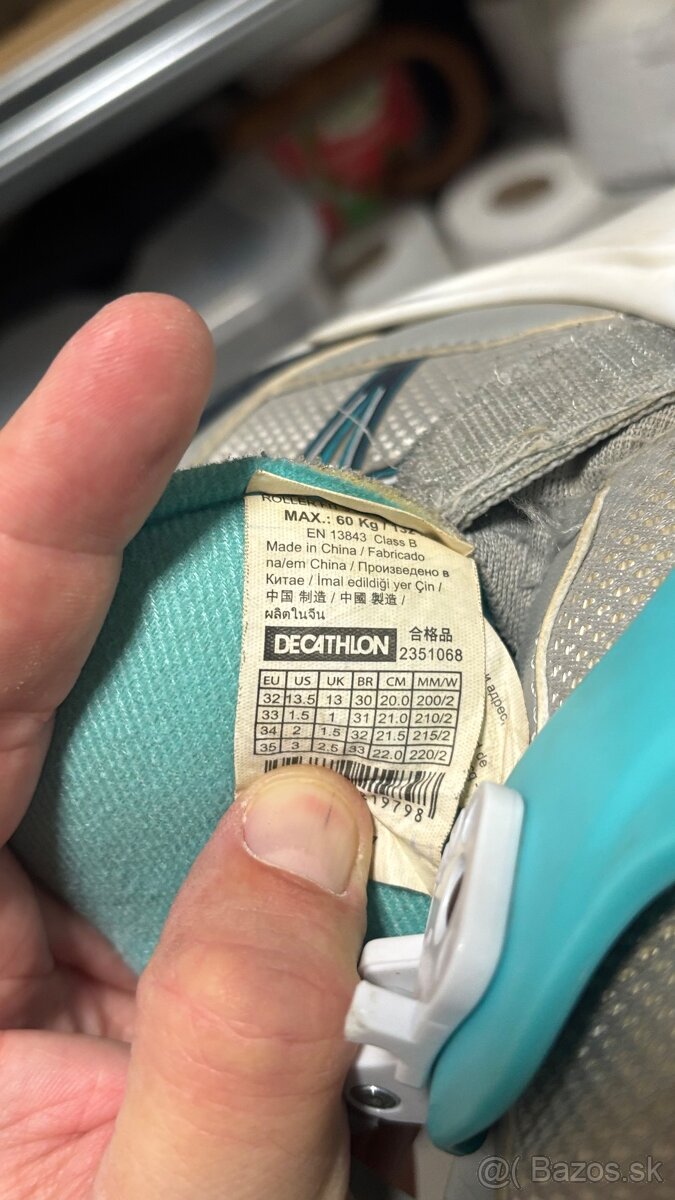 MAX.: 60 Kg / 132
EN 13843 Class B
Made in China / Fabricado
na/em China / Произведено в
Китае / İmal edildiği yer Çin /
中国 制造 / 中國 製造 /
ผลิตในจีน
DECATHLON 合格品
2351068
EU US UK BR CM MM/W
32 13.5 13 30 20.0 200/2
33 1.5 1 31 21.0 210/2
34 2 1.5 32 21.5 215/2
35 3 2.5 33 22.0 220/2
19798
и адрес,
de
@( Bazos.sk